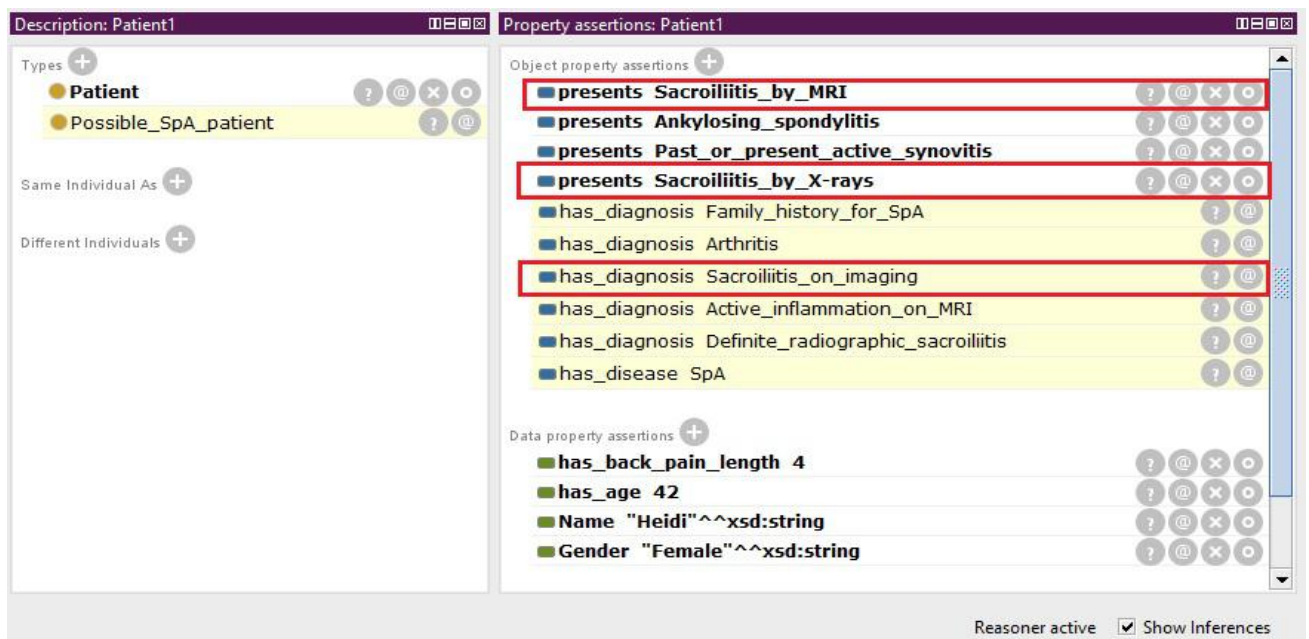 Description: Patient1
Types
Patient
Possible_SpA_patient
Same Individual As
Different Individuals
Property assertions: Patient1
Object property assertions
presents Sacroiliitis_by_MRI
presents Ankylosing_spondylitis
presents Past_or_present_active_synovitis
presents Sacroiliitis_by_X-rays
has_diagnosis Family_history_for_SpA
has_diagnosis Arthritis
has_diagnosis Sacroiliitis_on_imaging
has_diagnosis Active_inflammation_on_MRI
has_diagnosis Definite_radiographic_sacroiliitis
has_disease SpA
Data property assertions
has_back_pain_length 4
has_age 42
Name "Heidi"^^xsd:string
Gender "Female"^^xsd:string
Reasoner active Show Inferences